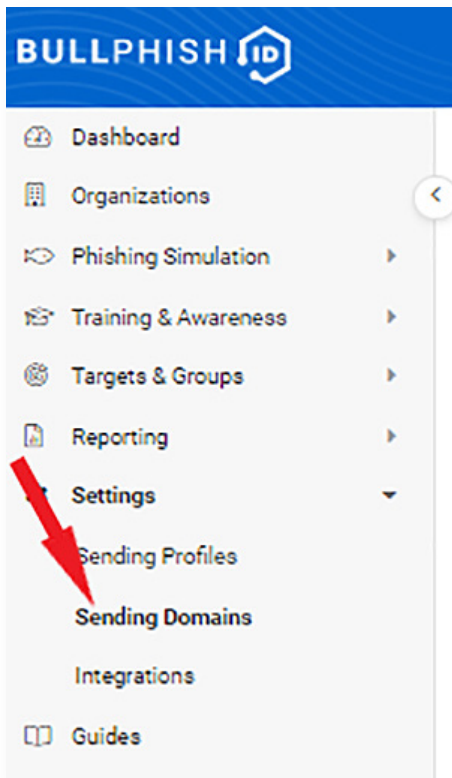 BULLPHISH ID
Dashboard
Organizations
Phishing Simulation
Training & Awareness
Targets & Groups
Reporting
Settings
Sending Profiles
Sending Domains
Integrations
Guides